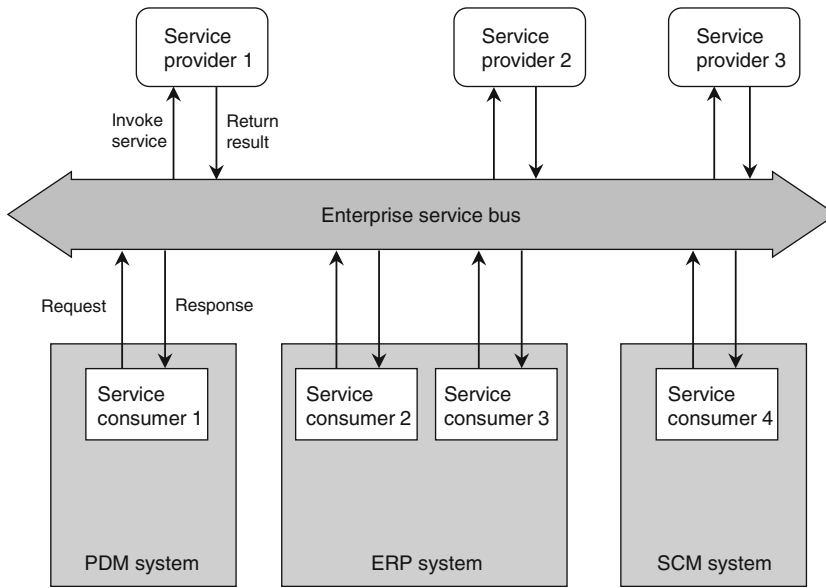 Service
provider 1
Service
provider 2
Service
provider 3
Invoke
service
Return
result
Enterprise service bus
Request
Response
Service
consumer 1
Service
consumer 2
Service
consumer 3
Service
consumer 4
PDM system
ERP system
SCM system